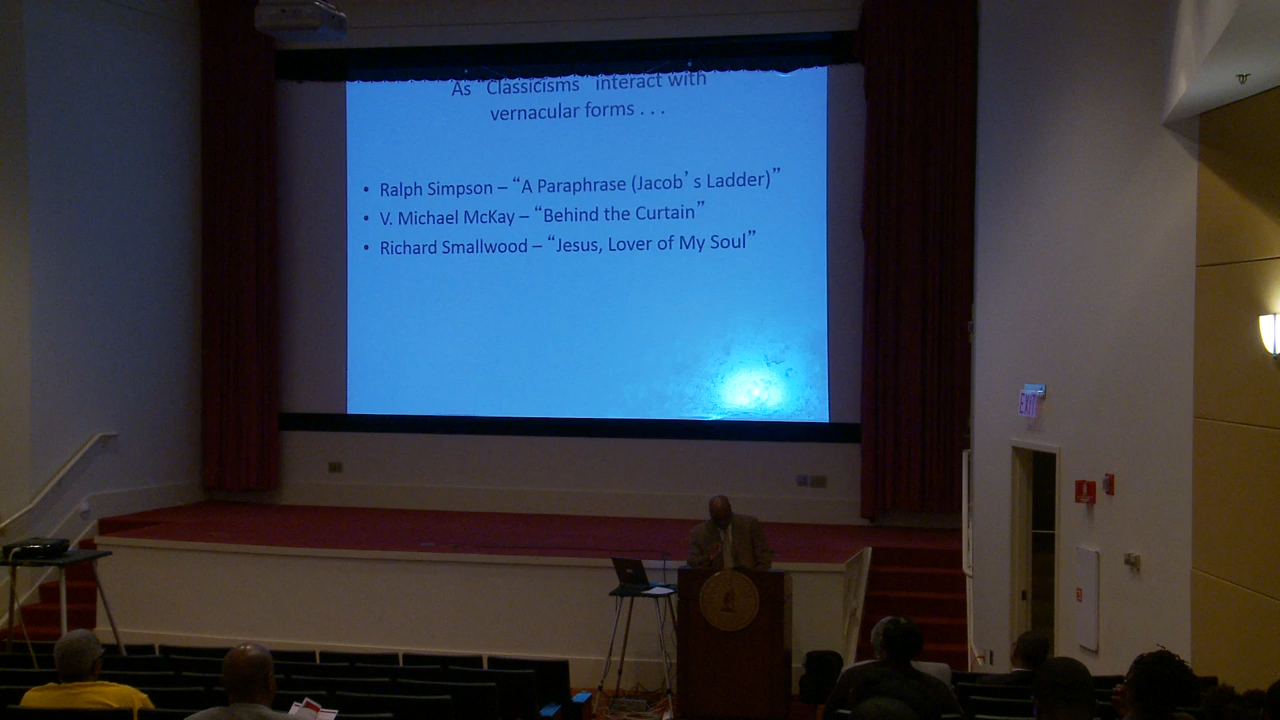 As “Classicisms” interact with
vernacular forms . . .
• Ralph Simpson – “A Paraphrase (Jacob’s Ladder)”
• V. Michael McKay – “Behind the Curtain”
• Richard Smallwood – “Jesus, Lover of My Soul”
EXIT